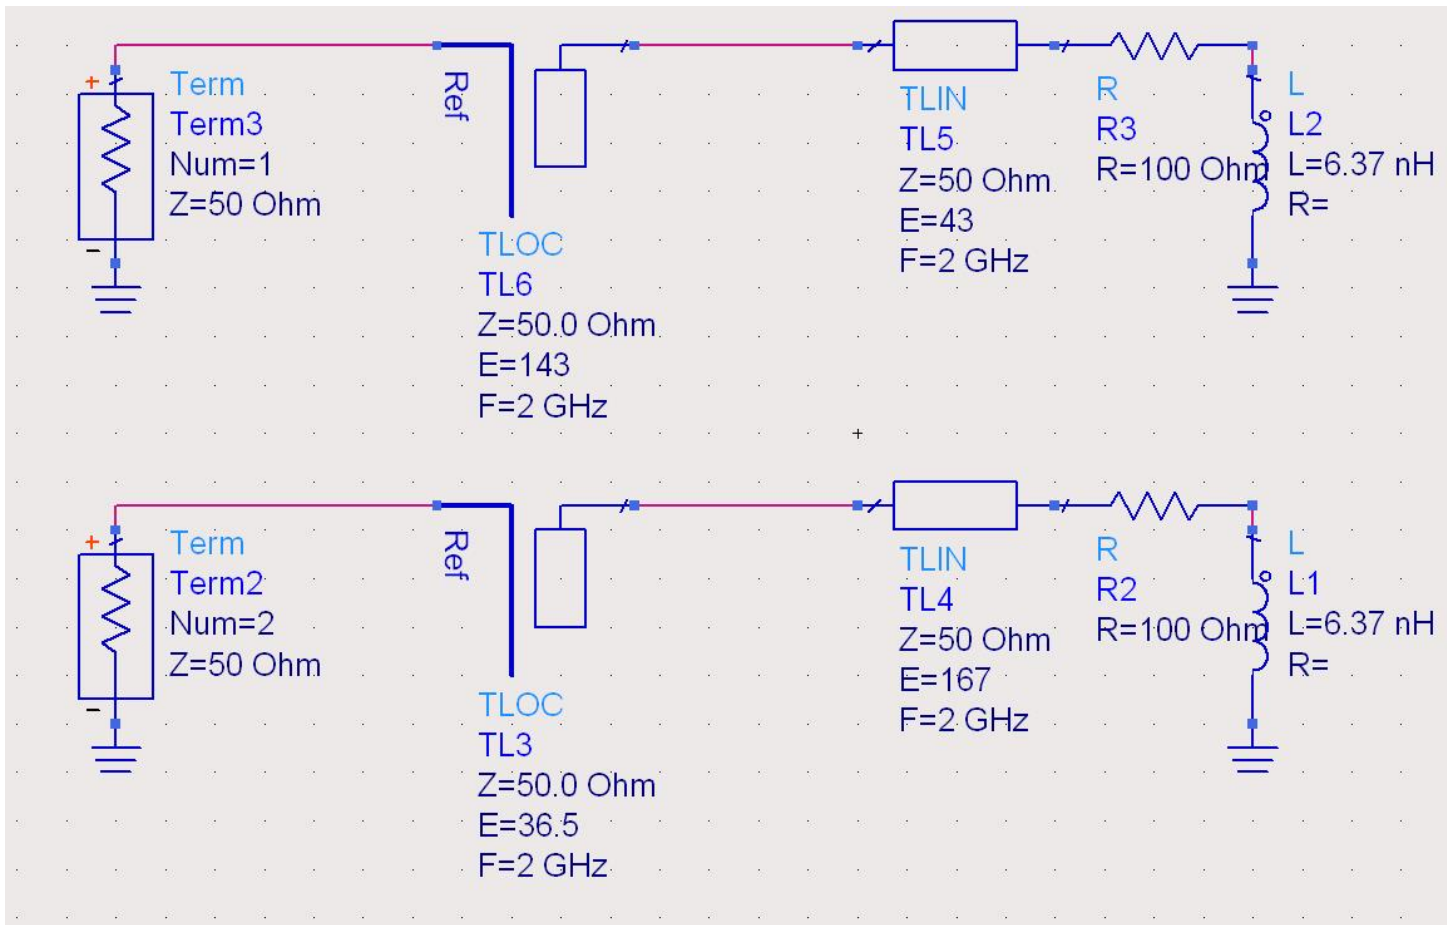 +
Term
Term3
Num=1
Z=50 Ohm
−
Ref
TLOC
TL6
Z=50.0 Ohm
E=143
F=2 GHz
TLIN
TL5
Z=50 Ohm
E=43
F=2 GHz
R
R3
R=100 Ohm
L
L2
L=6.37 nH
R=
+
Term
Term2
Num=2
Z=50 Ohm
−
Ref
TLOC
TL3
Z=50.0 Ohm
E=36.5
F=2 GHz
TLIN
TL4
Z=50 Ohm
E=167
F=2 GHz
R
R2
R=100 Ohm
L
L1
L=6.37 nH
R=